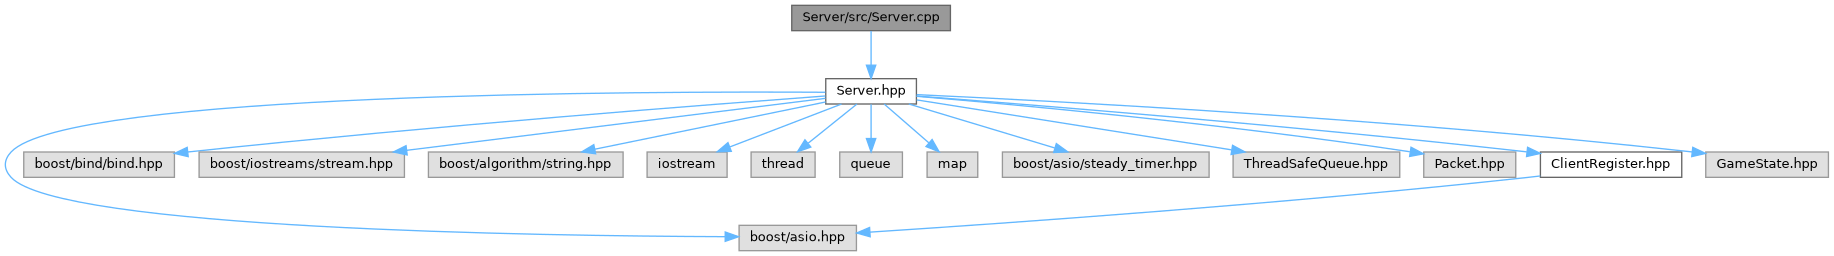 Server/src/Server.cpp
Server.hpp
boost/bind/bind.hpp
boost/iostreams/stream.hpp
boost/algorithm/string.hpp
iostream
thread
queue
map
boost/asio/steady_timer.hpp
ThreadSafeQueue.hpp
Packet.hpp
ClientRegister.hpp
GameState.hpp
boost/asio.hpp